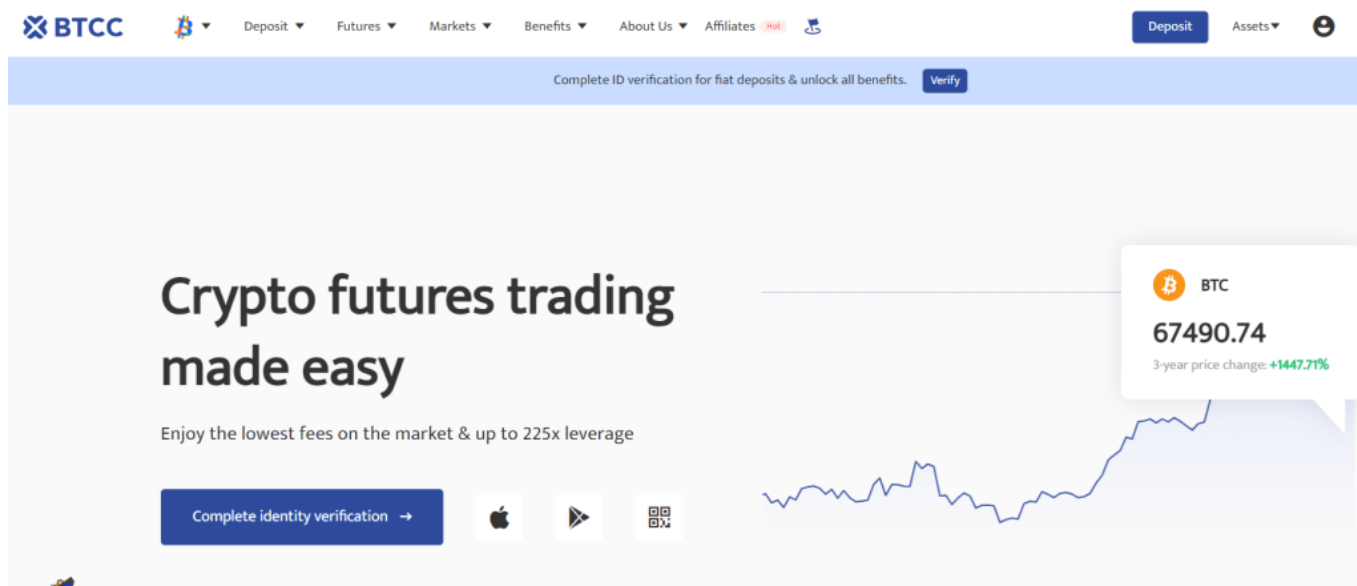 BTCC
Deposit
Futures
Markets
Benefits
About Us
Affiliates Hot
Deposit
Assets
Complete ID verification for fiat deposits & unlock all benefits.
Verify
Crypto futures trading
made easy
Enjoy the lowest fees on the market & up to 225x leverage
Complete identity verification →
BTC
67490.74
3-year price change: +1447.71%